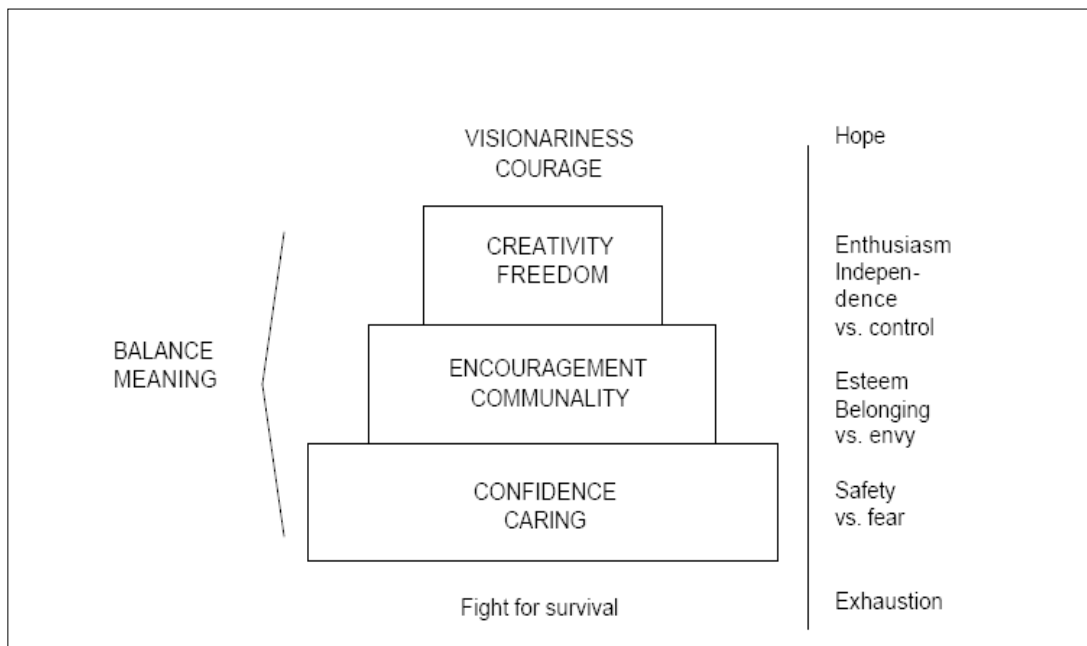 VISIONARINESS
COURAGE
Hope
CREATIVITY
FREEDOM
Enthusiasm
Indepen-
dence
vs. control
BALANCE
MEANING
ENCOURAGEMENT
COMMUNALITY
Esteem
Belonging
vs. envy
CONFIDENCE
CARING
Safety
vs. fear
Fight for survival
Exhaustion